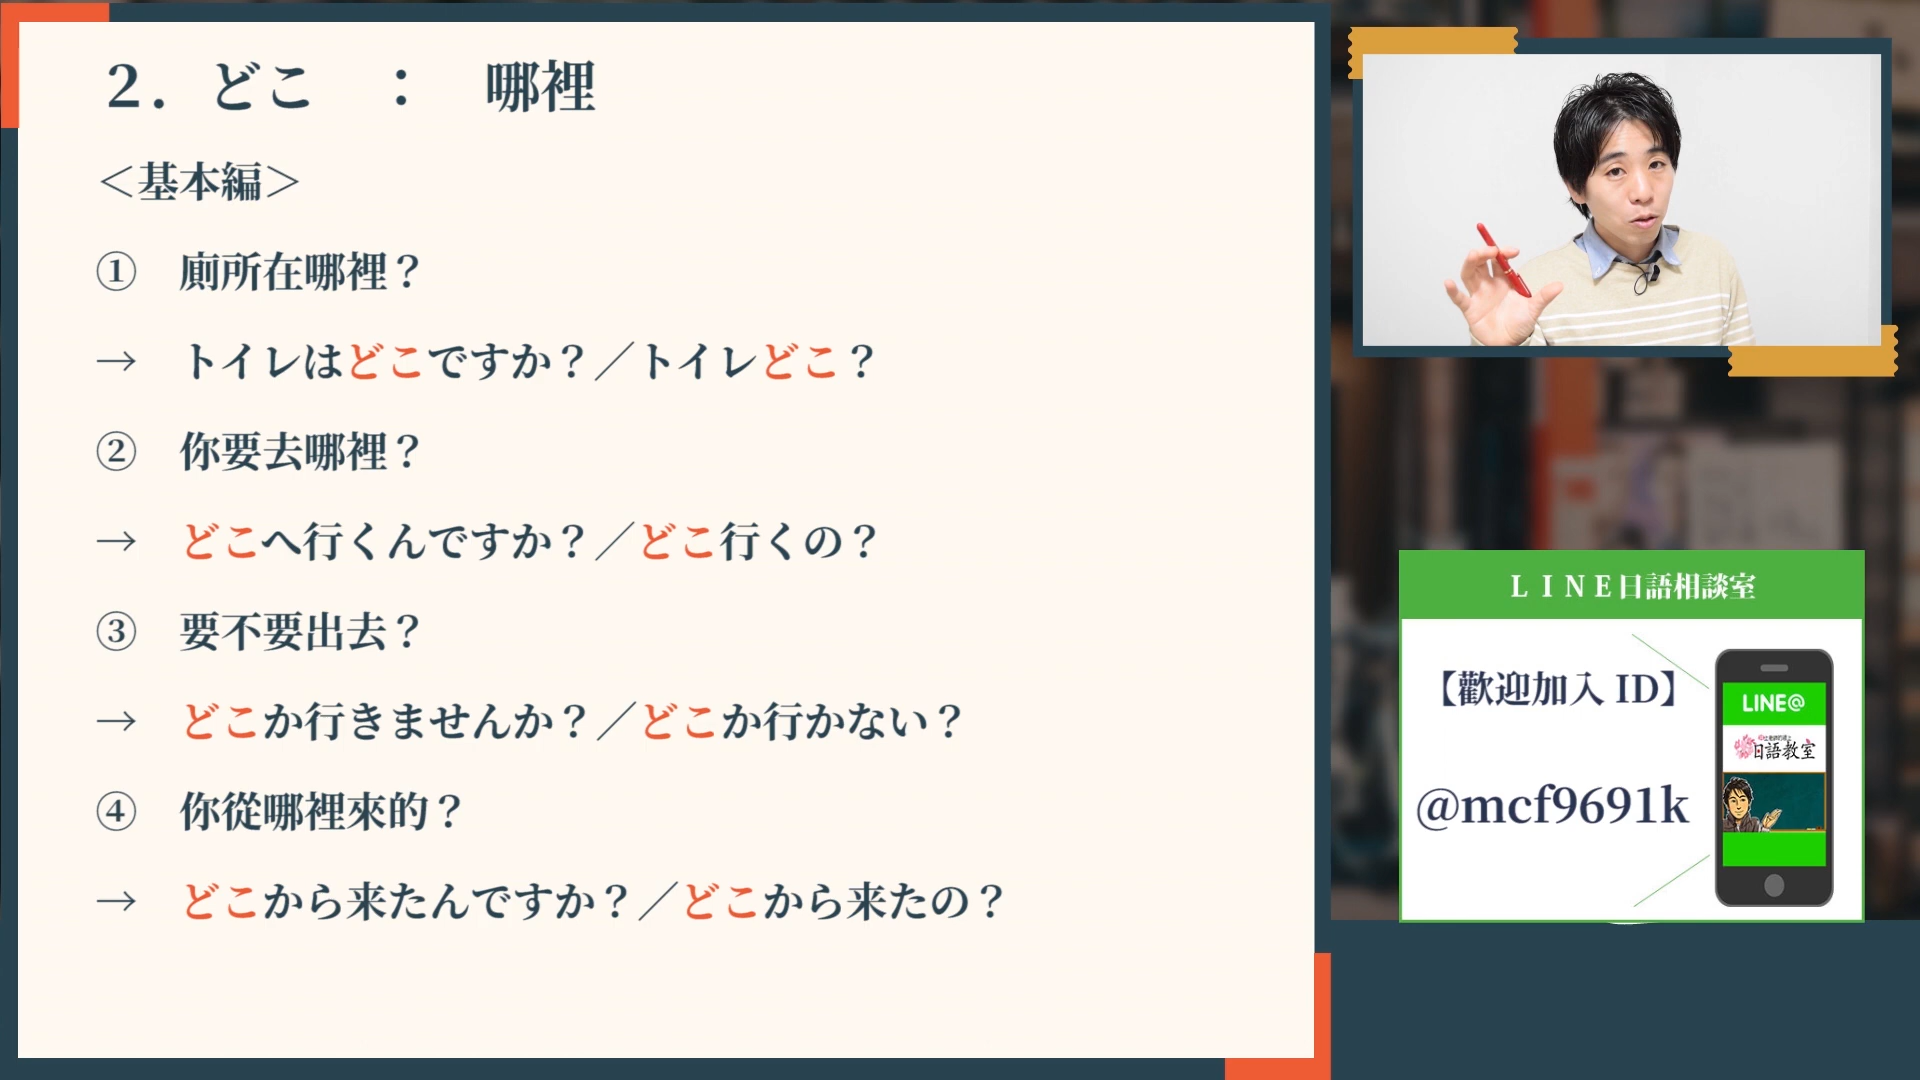 ２．どこ　：　哪裡
＜基本編＞
①　廁所在哪裡？
→　トイレはどこですか？／トイレどこ？
②　你要去哪裡？
→　どこへ行くんですか？／どこ行くの？
③　要不要出去？
→　どこか行きませんか？／どこか行かない？
④　你從哪裡來的？
→　どこから来たんですか？／どこから来たの？
ＬＩＮＥ日語相談室
【歡迎加入 ID】
@mcf9691k
LINE@
日語教室